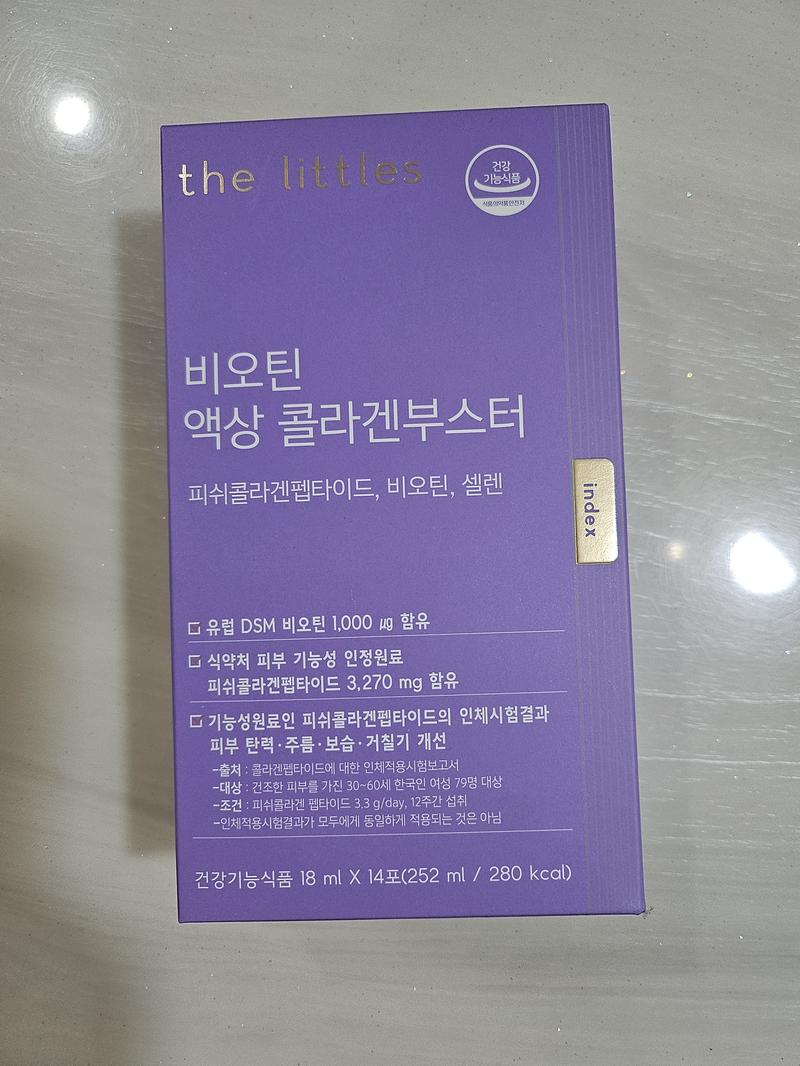 the littles
건강
기능식품
식품의약품안전처
비오틴
액상 콜라겐부스터
피쉬콜라겐펩타이드, 비오틴, 셀렌
index
유럽 DSM 비오틴 1,000 ㎍ 함유
식약처 피부 기능성 인정원료
피쉬콜라겐펩타이드 3,270 mg 함유
기능성원료인 피쉬콜라겐펩타이드의 인체시험결과
피부 탄력·주름·보습·거칠기 개선
-출처 : 콜라겐펩타이드에 대한 인체적용시험보고서
-대상 : 건조한 피부를 가진 30~60세 한국인 여성 79명 대상
-조건 : 피쉬콜라겐 펩타이드 3.3 g/day, 12주간 섭취
-인체적용시험결과가 모두에게 동일하게 적용되는 것은 아님
건강기능식품 18 ml X 14포(252 ml / 280 kcal)